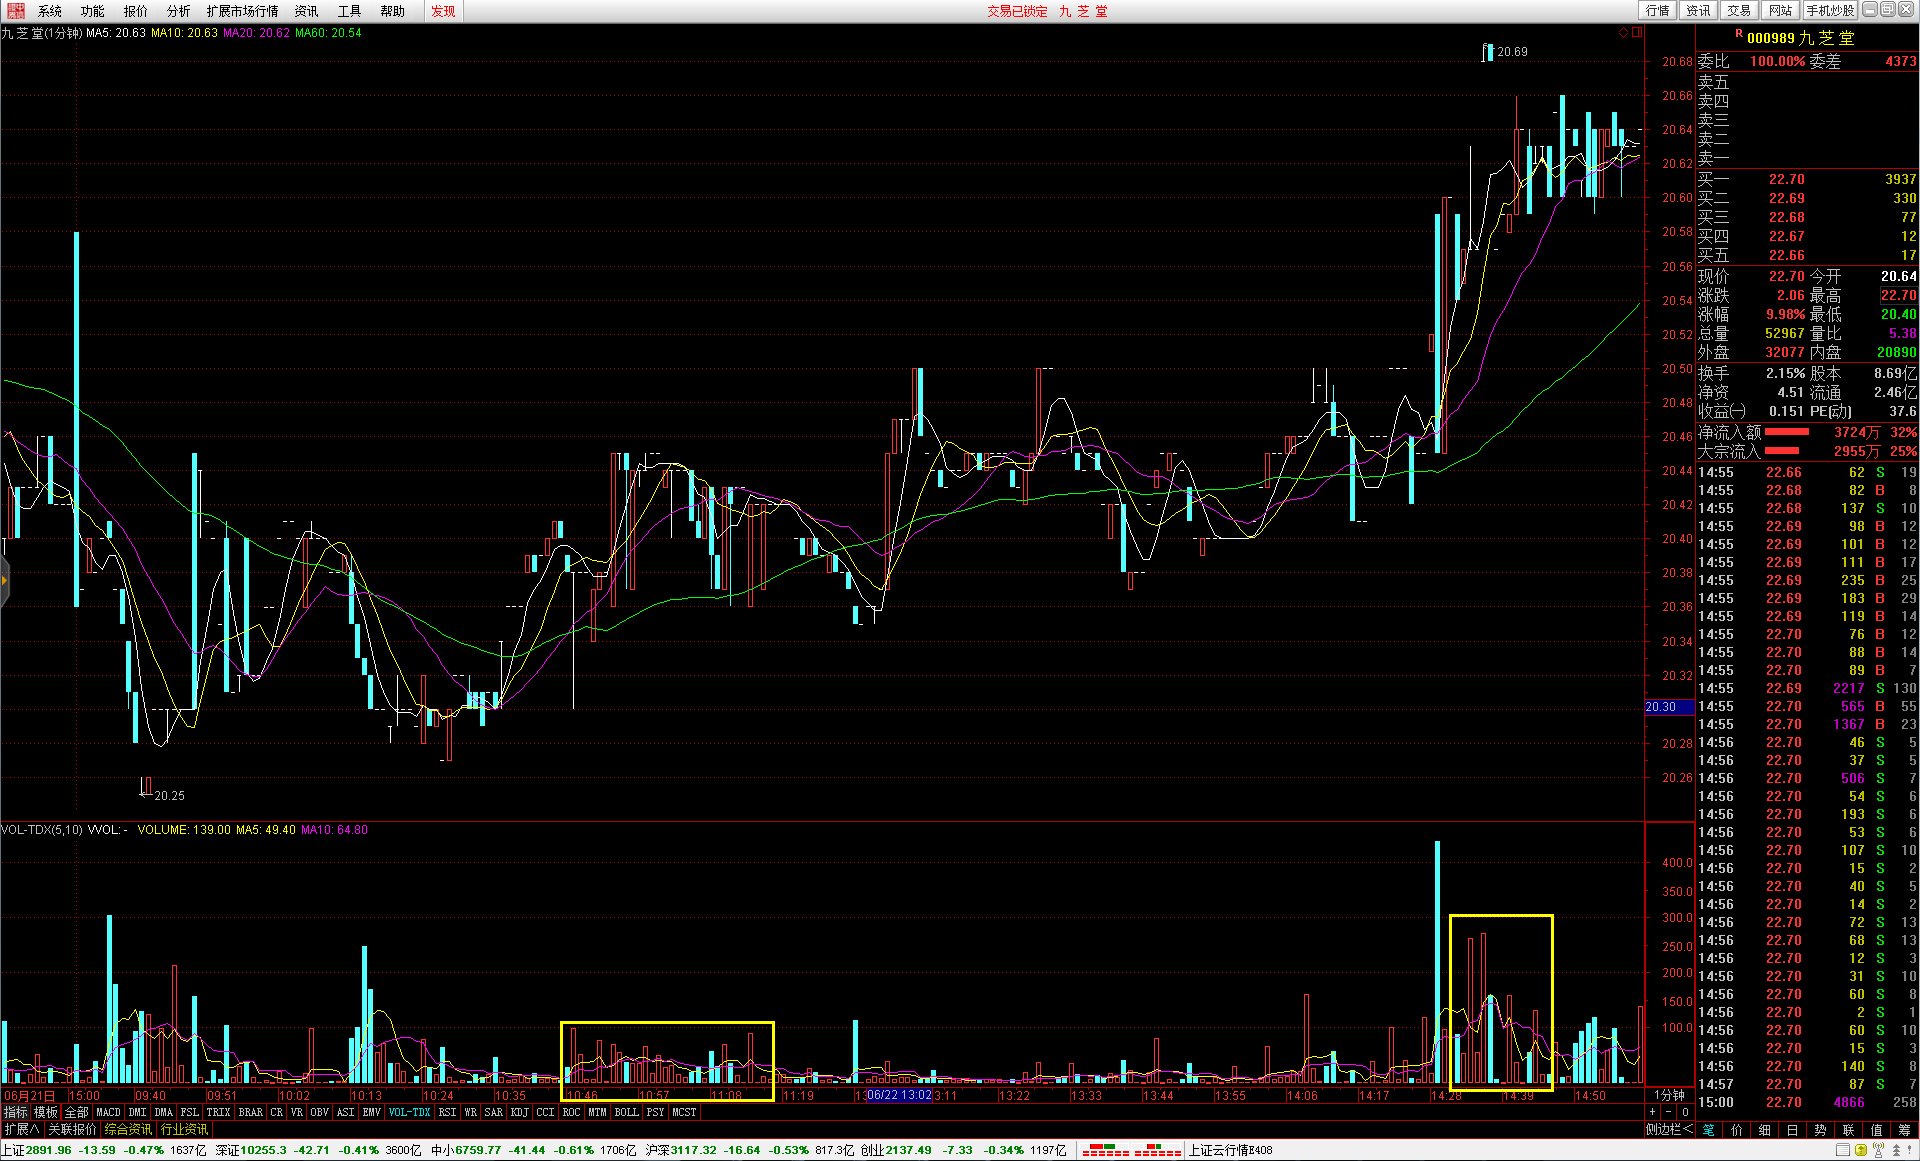 系统 功能 报价 分析 扩展市场行情 资讯 工具 帮助 发现 交易已锁定 九 芝 堂 行情 资讯 交易 网站 手机炒股
九 芝 堂(1分钟) MA5: 20.63 MA10: 20.63 MA20: 20.62 MA60: 20.54
20.69
20.25
20.68
20.66
20.64
20.62
20.60
20.58
20.56
20.54
20.52
20.50
20.48
20.46
20.44
20.42
20.40
20.38
20.36
20.34
20.32
20.30
20.28
20.26
VOL-TDX(5,10) VVOL: - VOLUME: 139.00 MA5: 49.40 MA10: 64.80
400.0
350.0
300.0
250.0
200.0
150.0
100.0
06月21日 15:00 09:40 09:51 10:02 10:13 10:24 10:35 10:46 10:57 11:08 11:19 06/22 13:02 13:22 13:33 13:44 13:55 14:06 14:17 14:28 14:39 14:50 1分钟
指标 模板 全部 MACD DMI DMA FSL TRIX BRAR CR VR OBV ASI EMV VOL-TDX RSI WR SAR KDJ CCI ROC MTM BOLL PSY MCST + - 0
扩展∧ 关联报价 综合资讯 行业资讯 侧边栏< 笔 价 细 日 势 联 值 筹
R 000989 九 芝 堂
委比 100.00% 委差 4373
卖五
卖四
卖三
卖二
卖一
买一 22.70 3937
买二 22.69 330
买三 22.68 77
买四 22.67 12
买五 22.66 17
现价 22.70 今开 20.64
涨跌 2.06 最高 22.70
涨幅 9.98% 最低 20.40
总量 52967 量比 5.38
外盘 32077 内盘 20890
换手 2.15% 股本 8.69亿
净资 4.51 流通 2.46亿
收益㈠ 0.151 PE(动) 37.6
净流入额 3724万 32%
大宗流入 2955万 25%
14:55 22.66 62 S 19
14:55 22.68 82 B 8
14:55 22.68 137 S 10
14:55 22.69 98 B 12
14:55 22.69 101 B 12
14:55 22.69 111 B 17
14:55 22.69 235 B 25
14:55 22.69 183 B 29
14:55 22.69 119 B 14
14:55 22.70 76 B 12
14:55 22.70 88 B 14
14:55 22.70 89 B 7
14:55 22.69 2217 S 130
14:55 22.70 565 B 55
14:55 22.70 1367 B 23
14:56 22.70 46 S 5
14:56 22.70 37 S 5
14:56 22.70 506 S 7
14:56 22.70 54 S 6
14:56 22.70 193 S 6
14:56 22.70 53 S 6
14:56 22.70 107 S 10
14:56 22.70 15 S 2
14:56 22.70 40 S 5
14:56 22.70 14 S 2
14:56 22.70 72 S 13
14:56 22.70 68 S 13
14:56 22.70 12 S 3
14:56 22.70 31 S 10
14:56 22.70 60 S 8
14:56 22.70 2 S 1
14:56 22.70 60 S 10
14:56 22.70 15 S 3
14:56 22.70 140 S 8
14:57 22.70 87 S 7
15:00 22.70 4866 258
上证2891.96 -13.59 -0.47% 1637亿 深证10255.3 -42.71 -0.41% 3600亿 中小6759.77 -41.44 -0.61% 1706亿 沪深3117.32 -16.64 -0.53% 817.3亿 创业2137.49 -7.33 -0.34% 1197亿 上证云行情E408